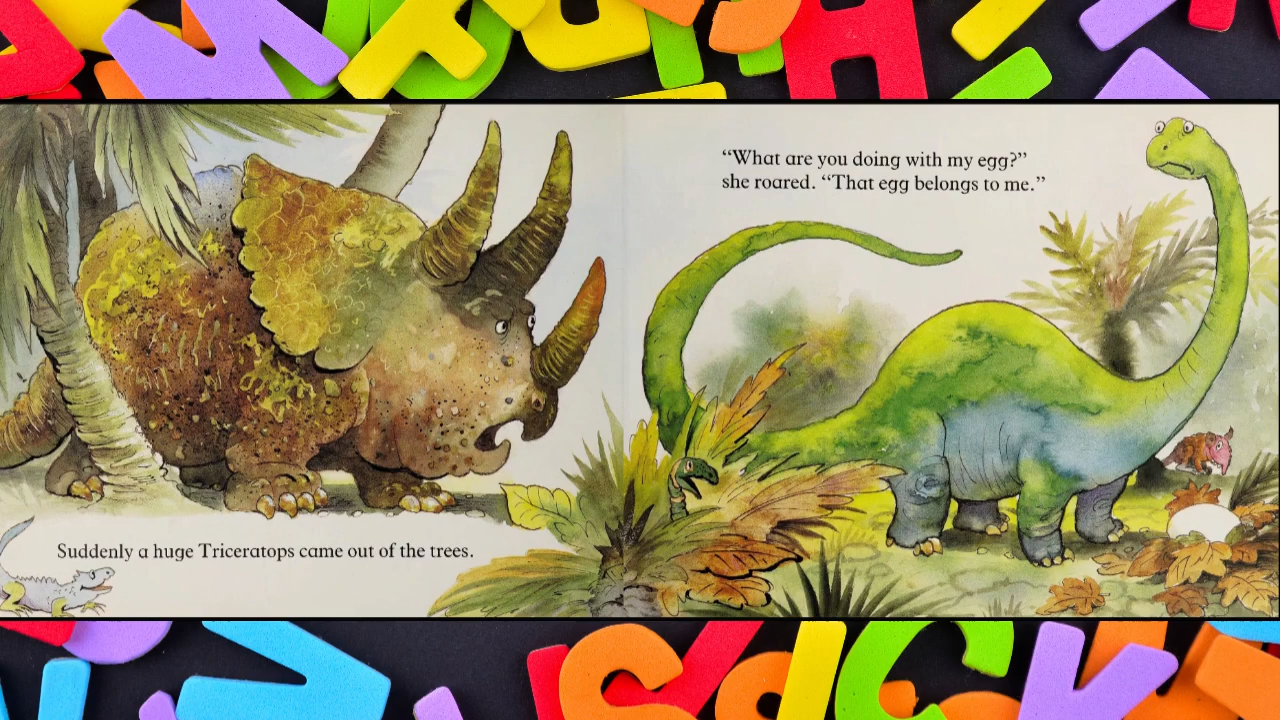 Suddenly a huge Triceratops came out of the trees.
“What are you doing with my egg?”
she roared. “That egg belongs to me.”